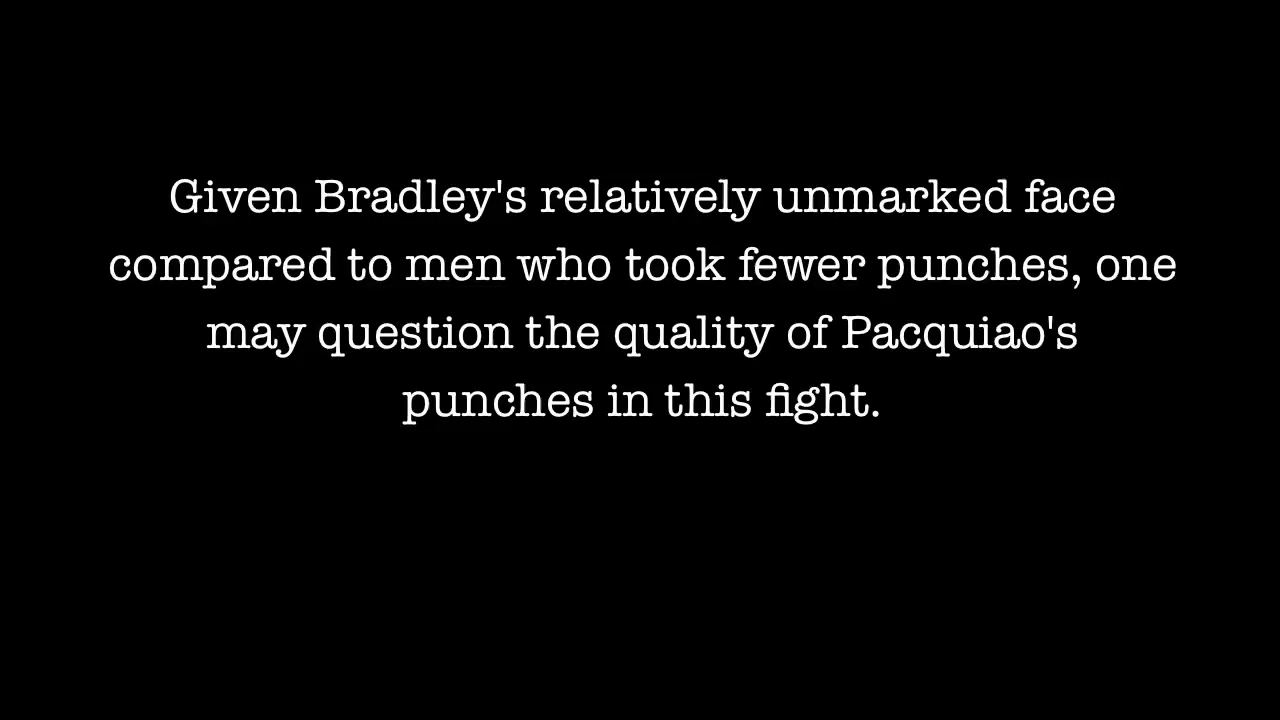 Given Bradley's relatively unmarked face
compared to men who took fewer punches, one
may question the quality of Pacquiao's
punches in this fight.